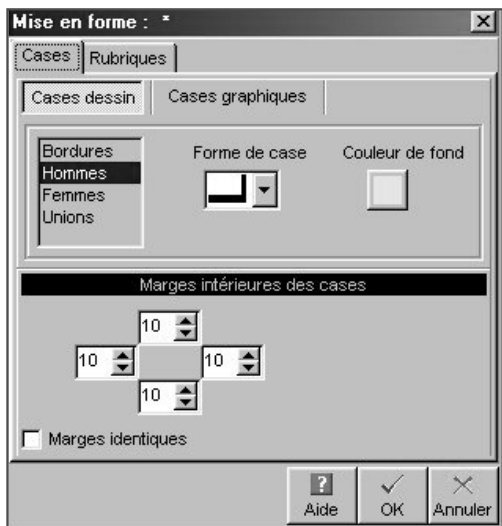 Mise en forme : *
Cases Rubriques
Cases dessin Cases graphiques
Bordures
Hommes
Femmes
Unions
Forme de case
Couleur de fond
Marges intérieures des cases
10
10 10
10
Marges identiques
? Aide
OK
Annuler